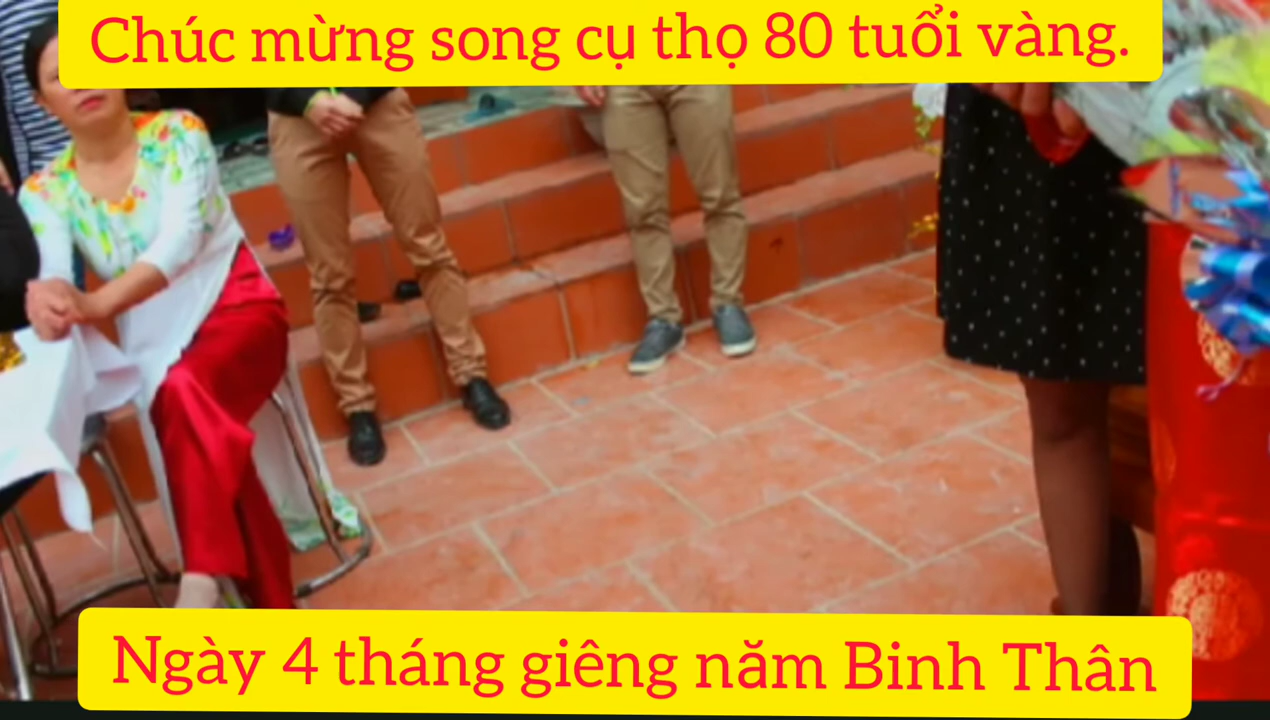 Chúc mừng song cụ thọ 80 tuổi vàng.
Ngày 4 tháng giêng năm Binh Thân